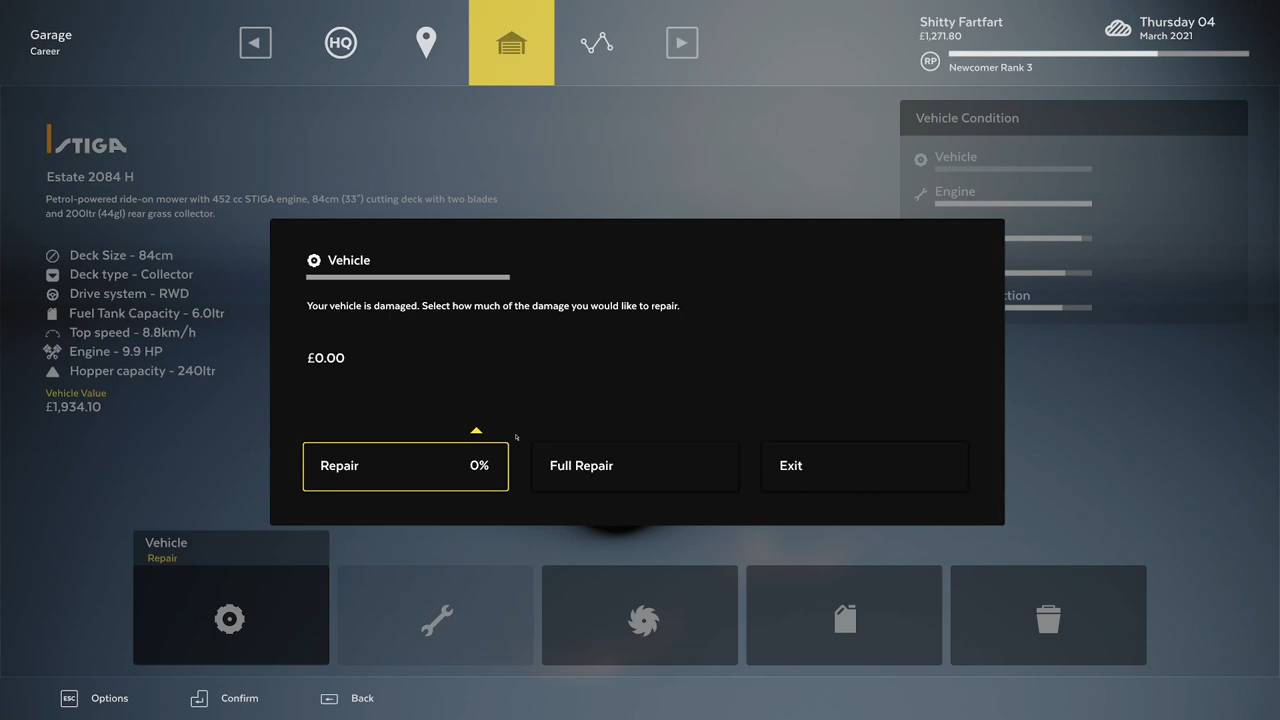 Garage
Career
HQ
Shitty Fartfart
£1,271.80
Thursday 04
March 2021
RP
Newcomer Rank 3
STIGA
Estate 2084 H
Petrol-powered ride-on mower with 452 cc STIGA engine, 84cm (33") cutting deck with two blades
and 200ltr (44gl) rear grass collector.
Deck Size - 84cm
Deck type - Collector
Drive system - RWD
Fuel Tank Capacity - 6.0ltr
Top speed - 8.8km/h
Engine - 9.9 HP
Hopper capacity - 240ltr
Vehicle Value
£1,934.10
Vehicle Condition
Vehicle
Engine
tion
Vehicle
Your vehicle is damaged. Select how much of the damage you would like to repair.
£0.00
Repair 0%
Full Repair
Exit
Vehicle
Repair
ESC Options
Confirm
Back